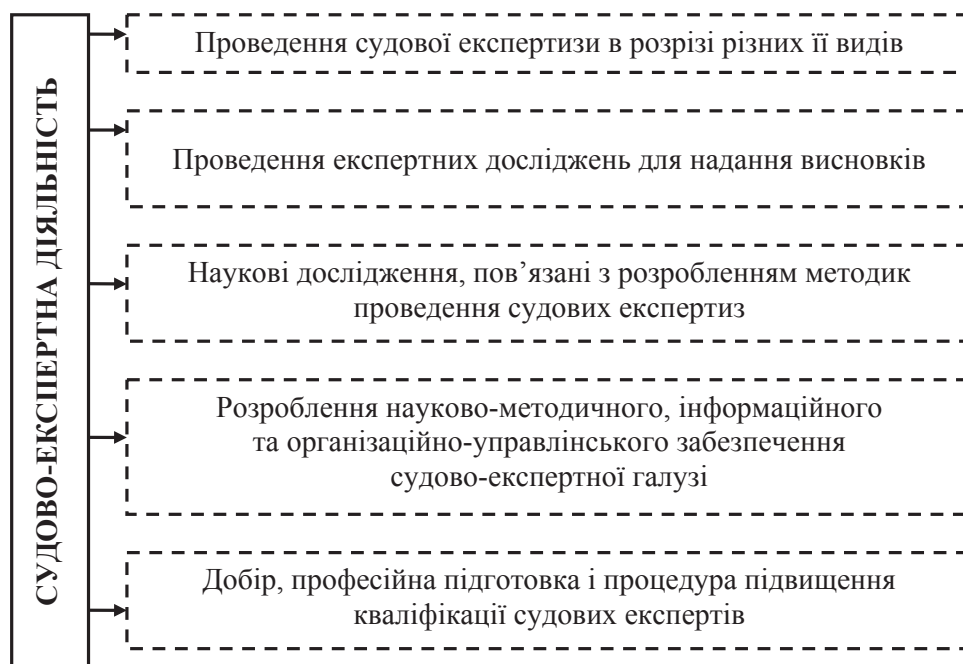 СУДОВО-ЕКСПЕРТНА ДІЯЛЬНІСТЬ
Проведення судової експертизи в розрізі різних її видів
Проведення експертних досліджень для надання висновків
Наукові дослідження, пов’язані з розробленням методик
проведення судових експертиз
Розроблення науково-методичного, інформаційного
та організаційно-управлінського забезпечення
судово-експертної галузі
Добір, професійна підготовка і процедура підвищення
кваліфікації судових експертів